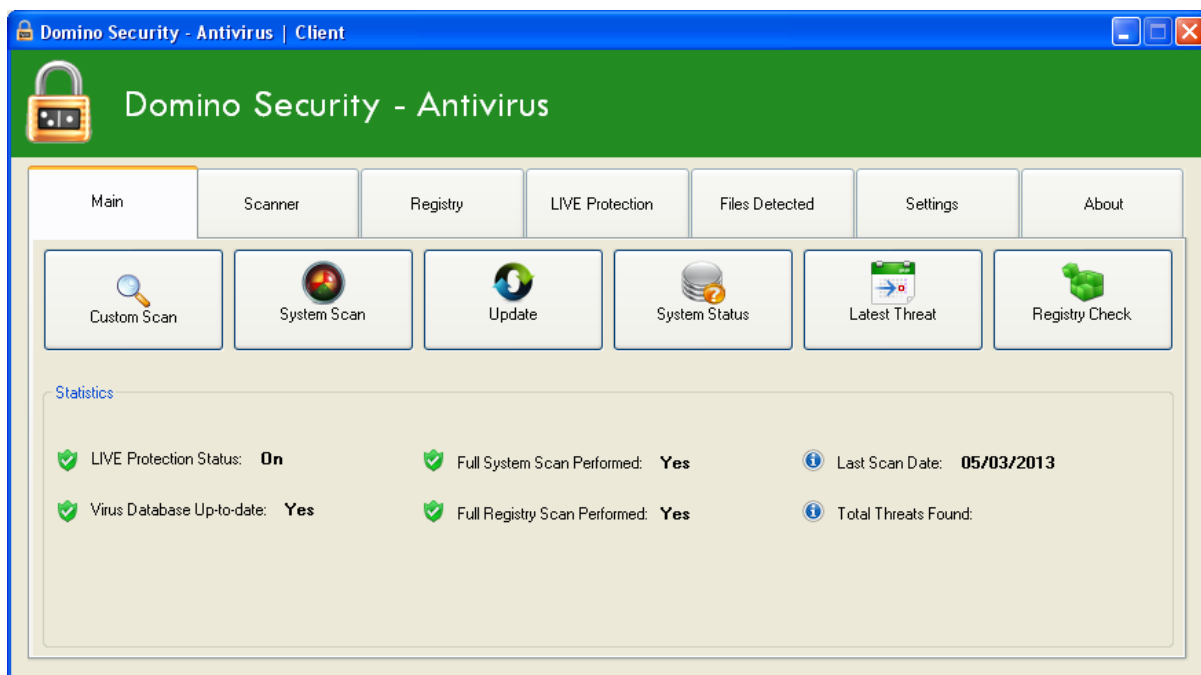 Domino Security - Antivirus | Client
Domino Security - Antivirus
Main Scanner Registry LIVE Protection Files Detected Settings About
Custom Scan System Scan Update System Status Latest Threat Registry Check
Statistics
LIVE Protection Status: On Full System Scan Performed: Yes Last Scan Date: 05/03/2013
Virus Database Up-to-date: Yes Full Registry Scan Performed: Yes Total Threats Found: